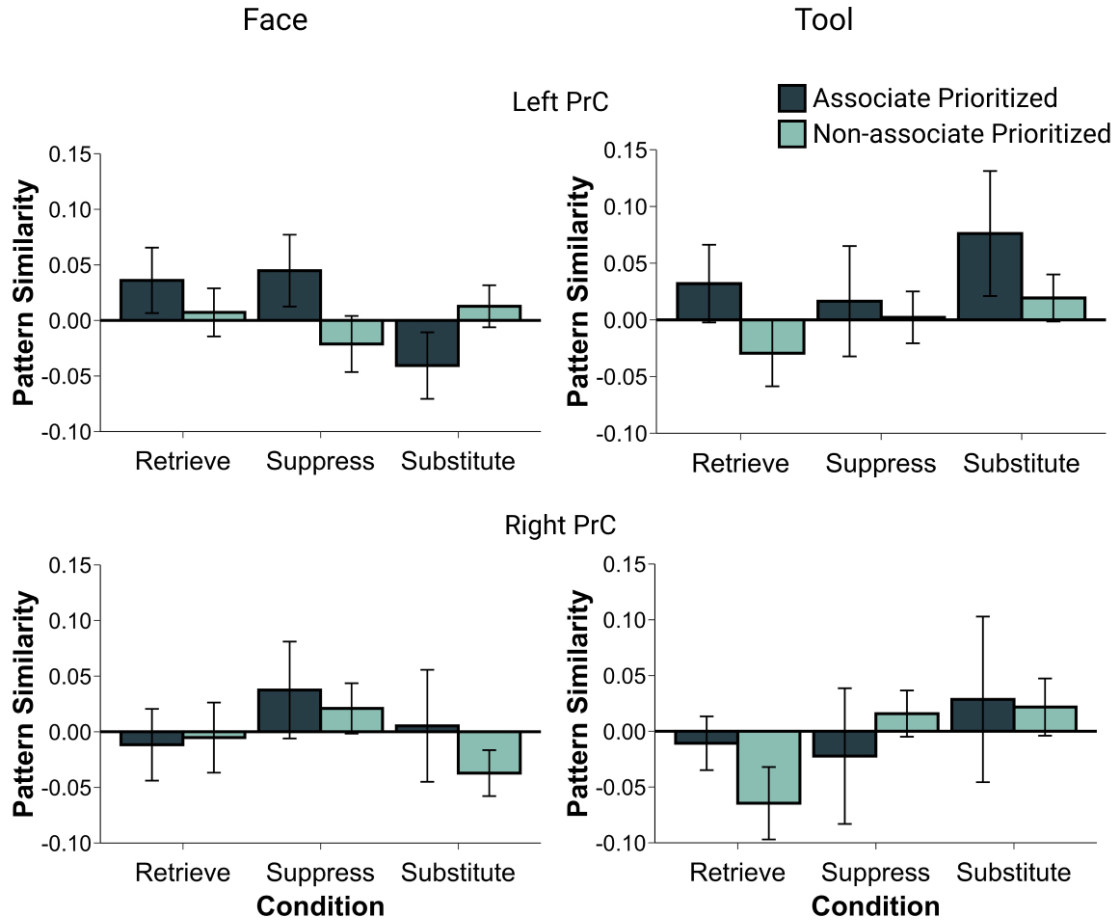 Face
Tool
Left PrC
Associate Prioritized
Non-associate Prioritized
Pattern Similarity
0.15
0.10
0.05
0.00
-0.05
-0.10
Retrieve Suppress Substitute
Pattern Similarity
0.15
0.10
0.05
0.00
-0.05
-0.10
Retrieve Suppress Substitute
Right PrC
Pattern Similarity
0.15
0.10
0.05
0.00
-0.05
-0.10
Retrieve Suppress Substitute
Condition
Pattern Similarity
0.15
0.10
0.05
0.00
-0.05
-0.10
Retrieve Suppress Substitute
Condition